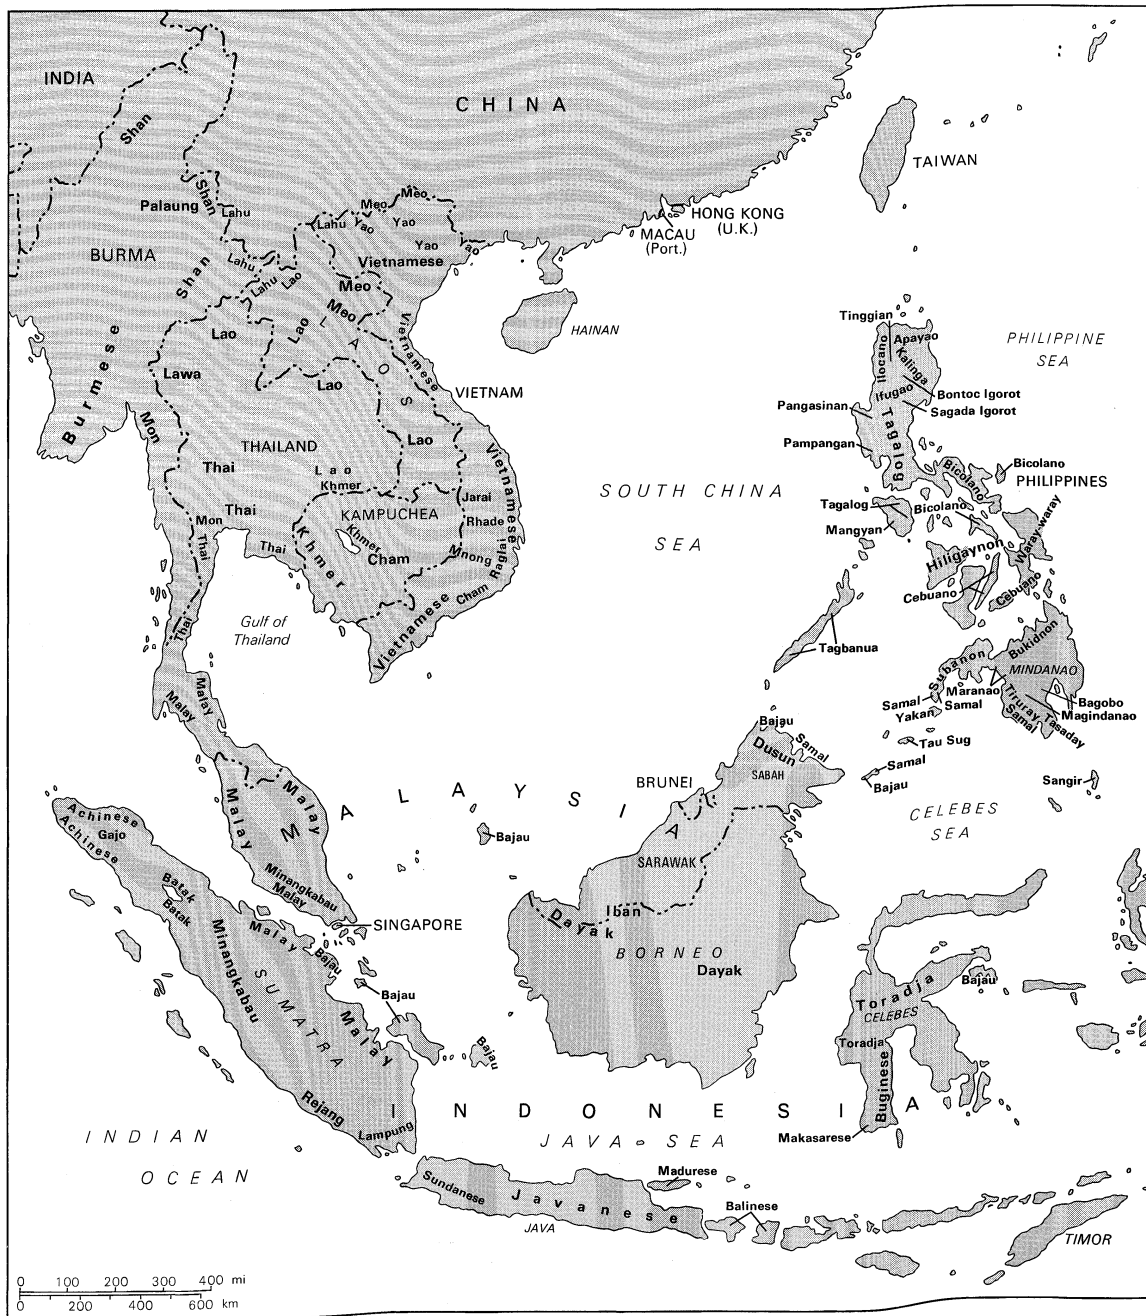 INDIA
CHINA
Shan
TAIWAN
Shan
Palaung
Lahu
Meo
Meo
Lahu
Yao
Yao
Yao
Yao
HONG KONG
(U.K.)
MACAU
(Port.)
BURMA
Vietnamese
Lahu
Lahu
Lao
Shan
Meo
Meo
HAINAN
Burmese
Lao
Lao
LAOS
Vietnamese
Lawa
Lao
VIETNAM
Mon
THAILAND
Lao
Thai
Lao
Khmer
Vietnamese
Jarai
Thai
KAMPUCHEA
Rhade
Mon
Thai
Thai
Khmer
Khmer
Cham
Mnong
Raglai
Cham
Vietnamese
Gulf of
Thailand
Thai
SOUTH CHINA
SEA
Tinggian
Ilocano
Apayao
Kalinga
Ifugao
Bontoc Igorot
Sagada Igorot
Pangasinan
Pampangan
Tagalog
PHILIPPINE
SEA
Bicolano
Bicolano
PHILIPPINES
Tagalog
Bicolano
Mangyan
Waray-waray
Hiligaynon
Cebuano
Cebuano
Tagbanua
Bukidnon
Subanon
MINDANAO
Maranao
Samal
Samal
Yakan
Tiruray
Samal
Tasaday
Bagobo
Magindanao
Tau Sug
Samal
Bajau
Sangir
CELEBES
SEA
Malay
Malay
Bajau
Samal
Dusun
SABAH
BRUNEI
MALAYSIA
Malay
Malay
Achinese
Gajo
Achinese
Bajau
SARAWAK
Minangkabau
Malay
Batak
Batak
SINGAPORE
Iban
Dayak
BORNEO
Dayak
Minangkabau
Malay
Bajau
SUMATRA
Bajau
Malay
Bajau
Toradja
Bajau
CELEBES
Toradja
Buginese
Rejang
Lampung
INDONESIA
JAVA SEA
Makasarese
INDIAN
OCEAN
Sundanese
Javanese
Madurese
Balinese
JAVA
TIMOR
0 100 200 300 400 mi
0 200 400 600 km